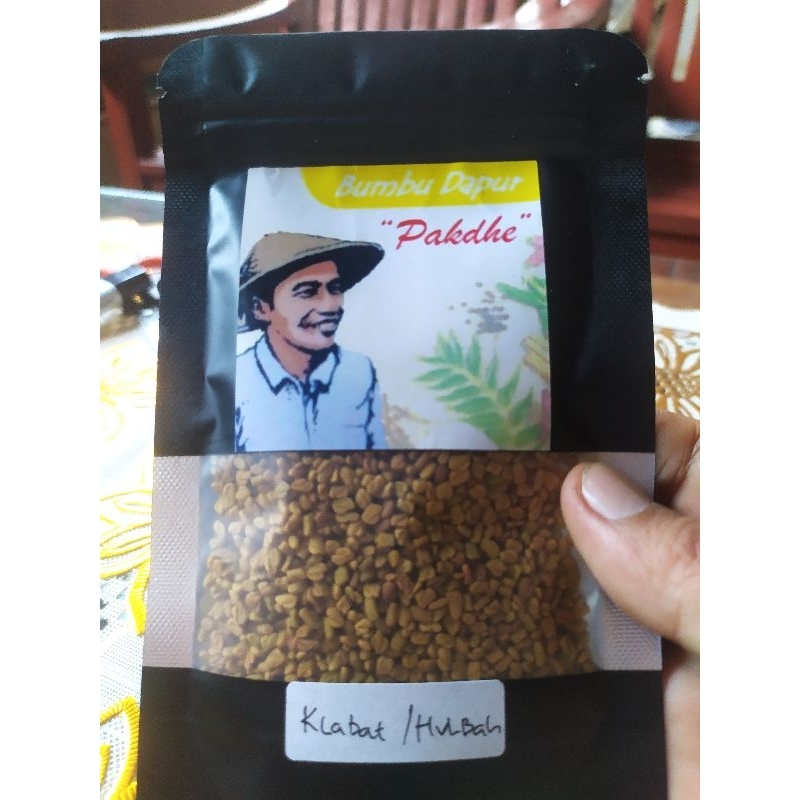 Bumbu Dapur
"Pakdhe"
Klabat /Hulbah